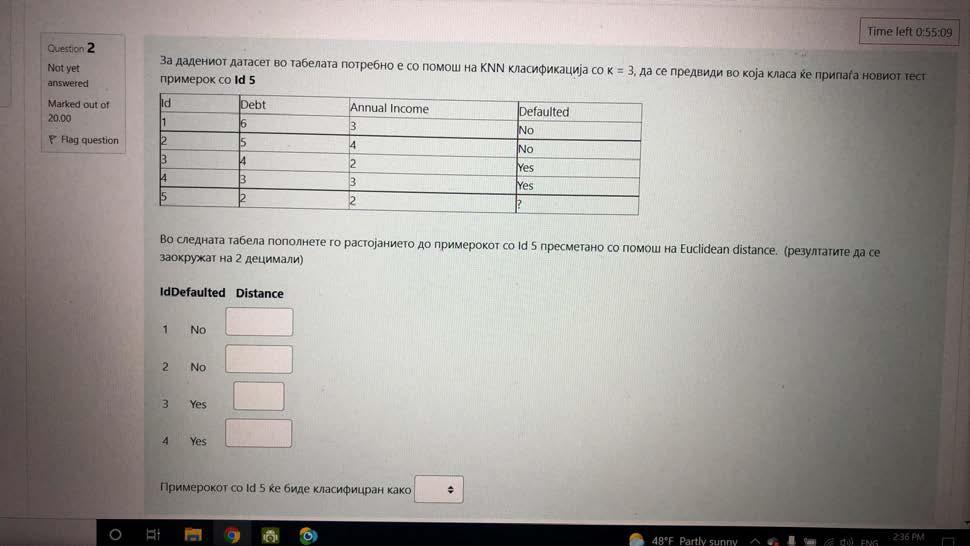 Time left 0:55:09
Question 2
Not yet
answered
Marked out of
20.00
Flag question
За дадениот датасет во табелата потребно е со помош на KNN класификација со к = 3, да се предвиди во која класа ќе припаѓа новиот тест
примерок со Id 5
Id Debt Annual Income Defaulted
1 6 3 No
2 5 4 No
3 4 2 Yes
4 3 3 Yes
5 2 2 ?
Во следната табела пополнете го растојанието до примерокот со Id 5 пресметано со помош на Euclidean distance. (резултатите да се
заокружат на 2 децимали)
IdDefaulted Distance
1 No
2 No
3 Yes
4 Yes
Примерокот со Id 5 ќе биде класифицран како
48°F Partly sunny ENG 2:36 PM